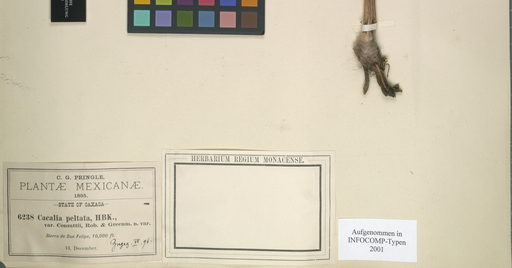 C. G. PRINGLE,
PLANTÆ MEXICANÆ.
1895.
STATE OF OAXACA
6238 Cacalia peltata, HBK.,
var. Conzattii, Rob. & Greenm. n. var.
Sierra de San Felipe, 10,000 ft.
11, December.
HERBARIUM REGIUM MONACENSE.
Aufgenommen in
INFOCOMP-Typen
2001